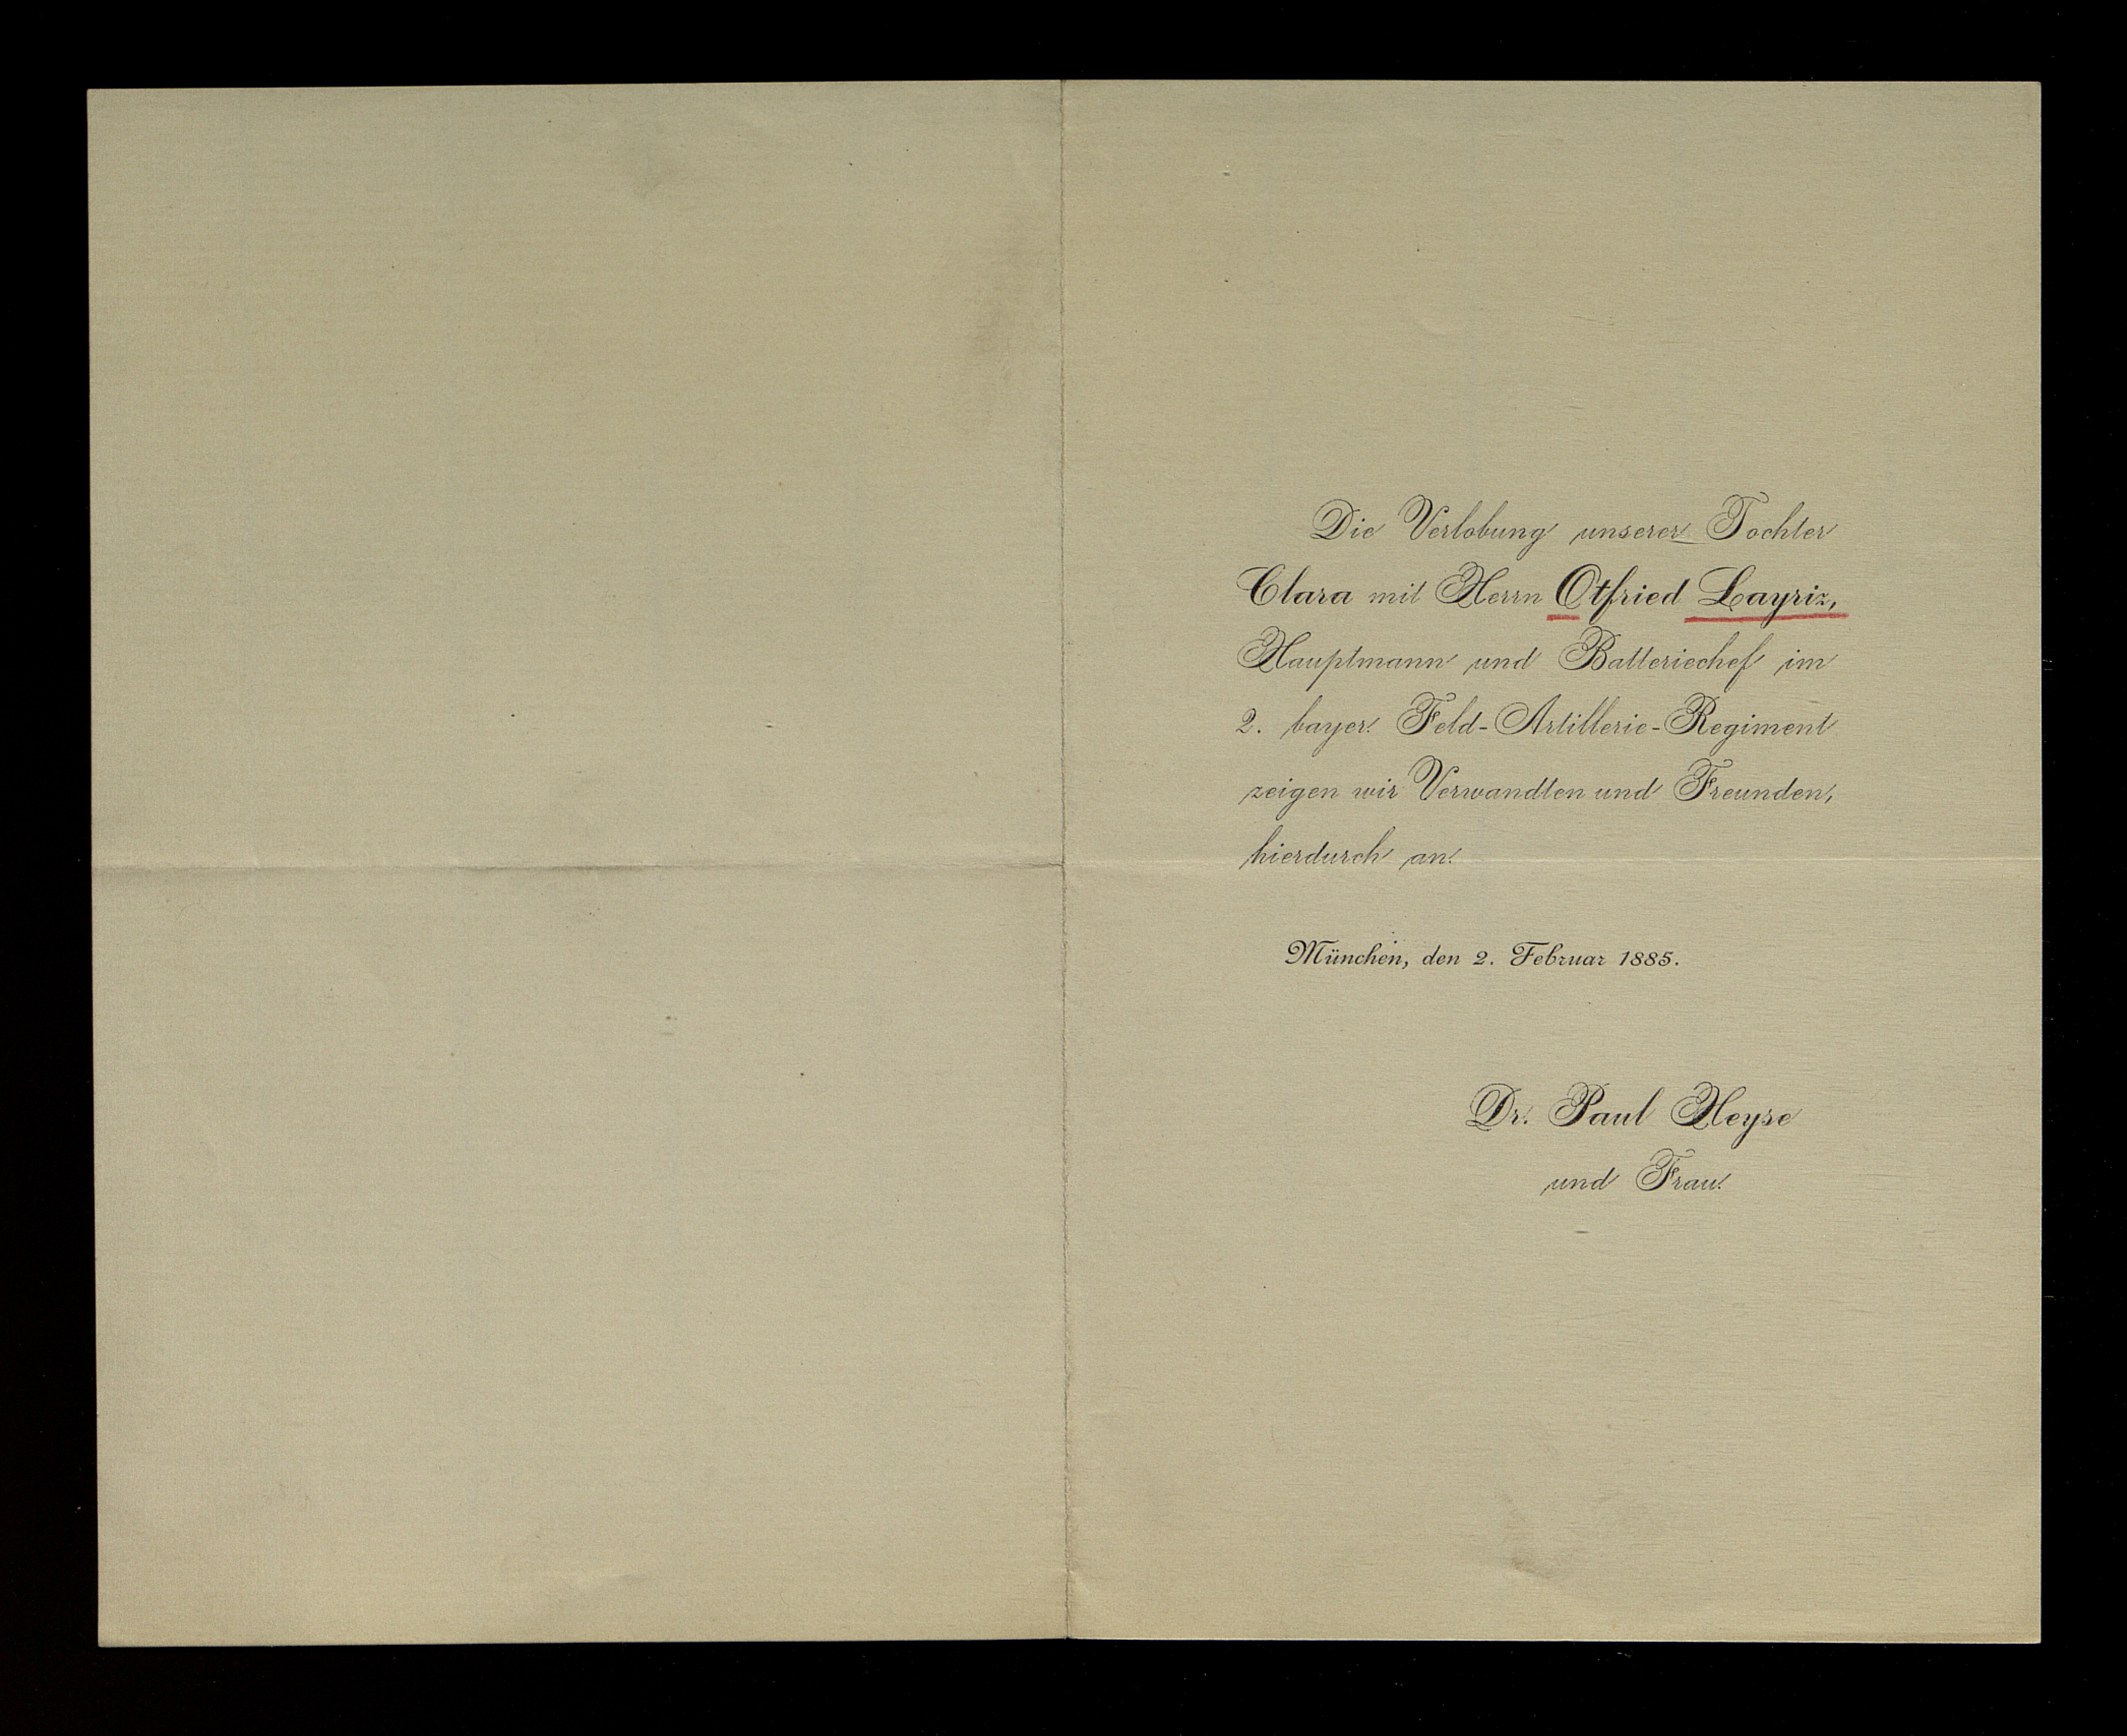 Die Verlobung unserer Tochter
Clara mit Herrn Otfried Layriz,
Hauptmann und Batteriechef im
2. bayer. Feld-Artillerie-Regiment
zeigen wir Verwandten und Freunden,
hierdurch an.
München, den 2. Februar 1885.
Dr. Paul Heyse
und Frau.